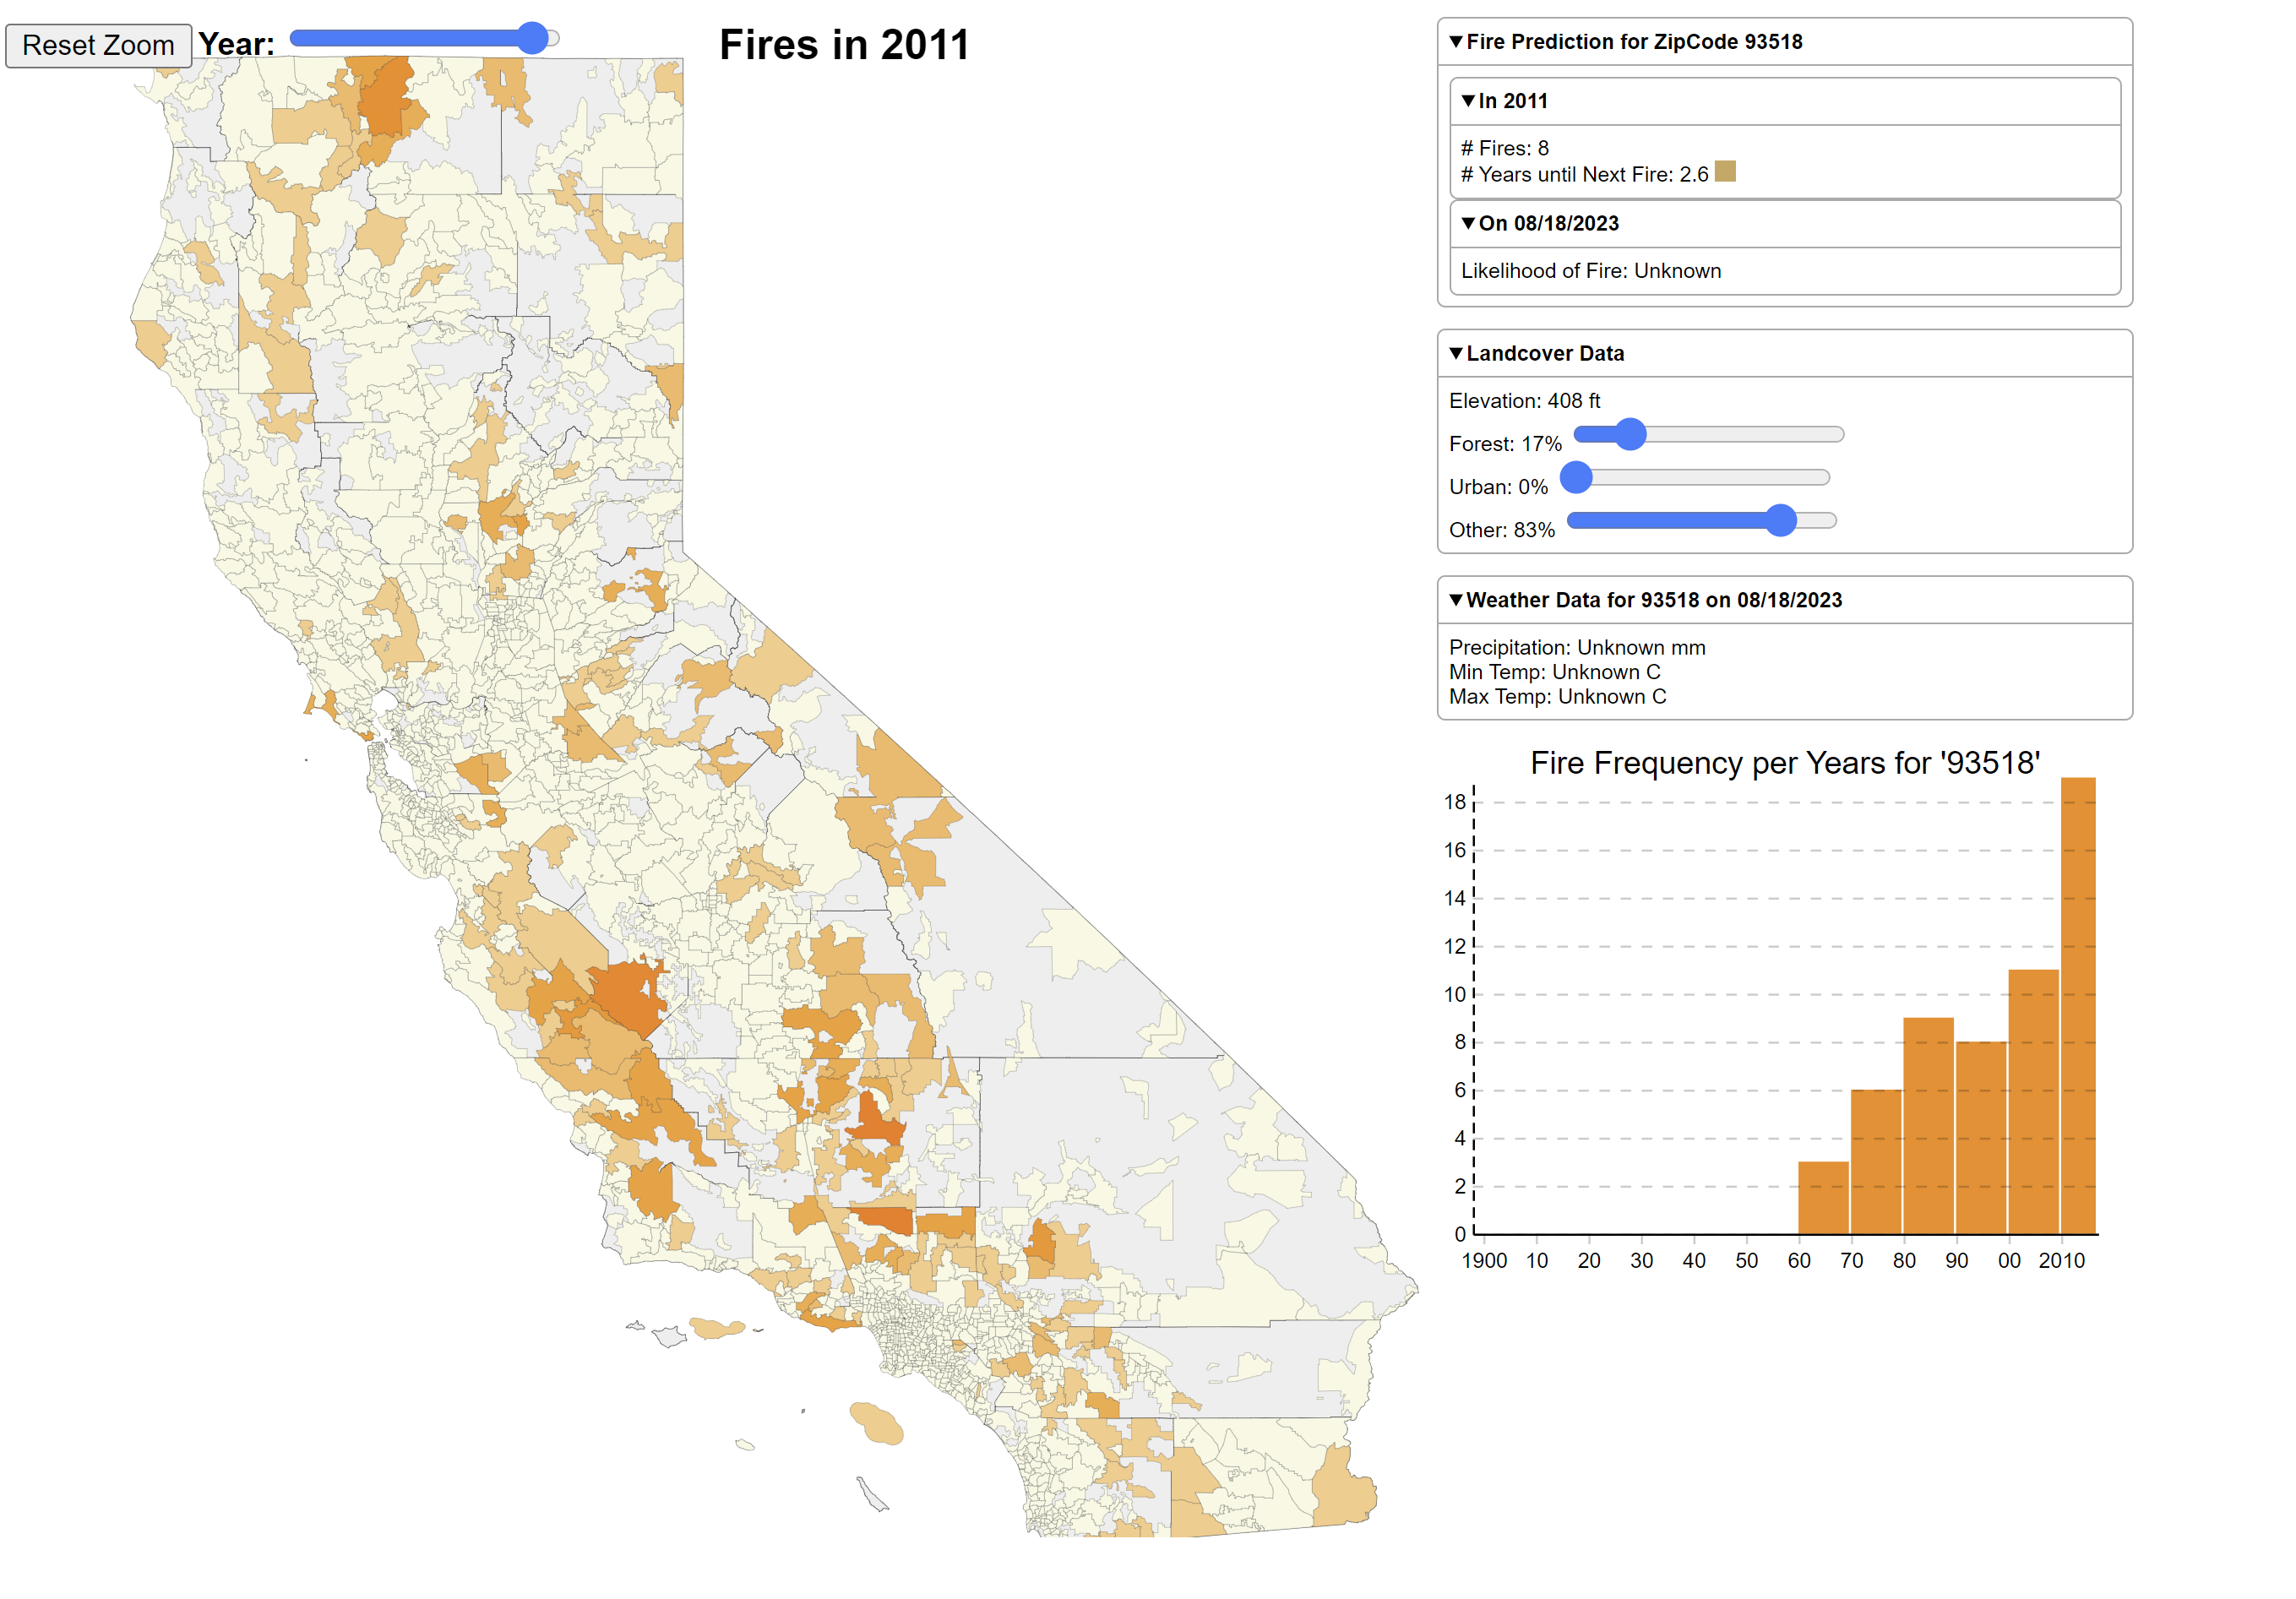 Reset Zoom
Year:
Fires in 2011
▼Fire Prediction for ZipCode 93518
▼In 2011
# Fires: 8
# Years until Next Fire: 2.6
▼On 08/18/2023
Likelihood of Fire: Unknown
▼Landcover Data
Elevation: 408 ft
Forest: 17%
Urban: 0%
Other: 83%
▼Weather Data for 93518 on 08/18/2023
Precipitation: Unknown mm
Min Temp: Unknown C
Max Temp: Unknown C
Fire Frequency per Years for '93518'
18
16
14
12
10
8
6
4
2
0
1900 10 20 30 40 50 60 70 80 90 00 2010